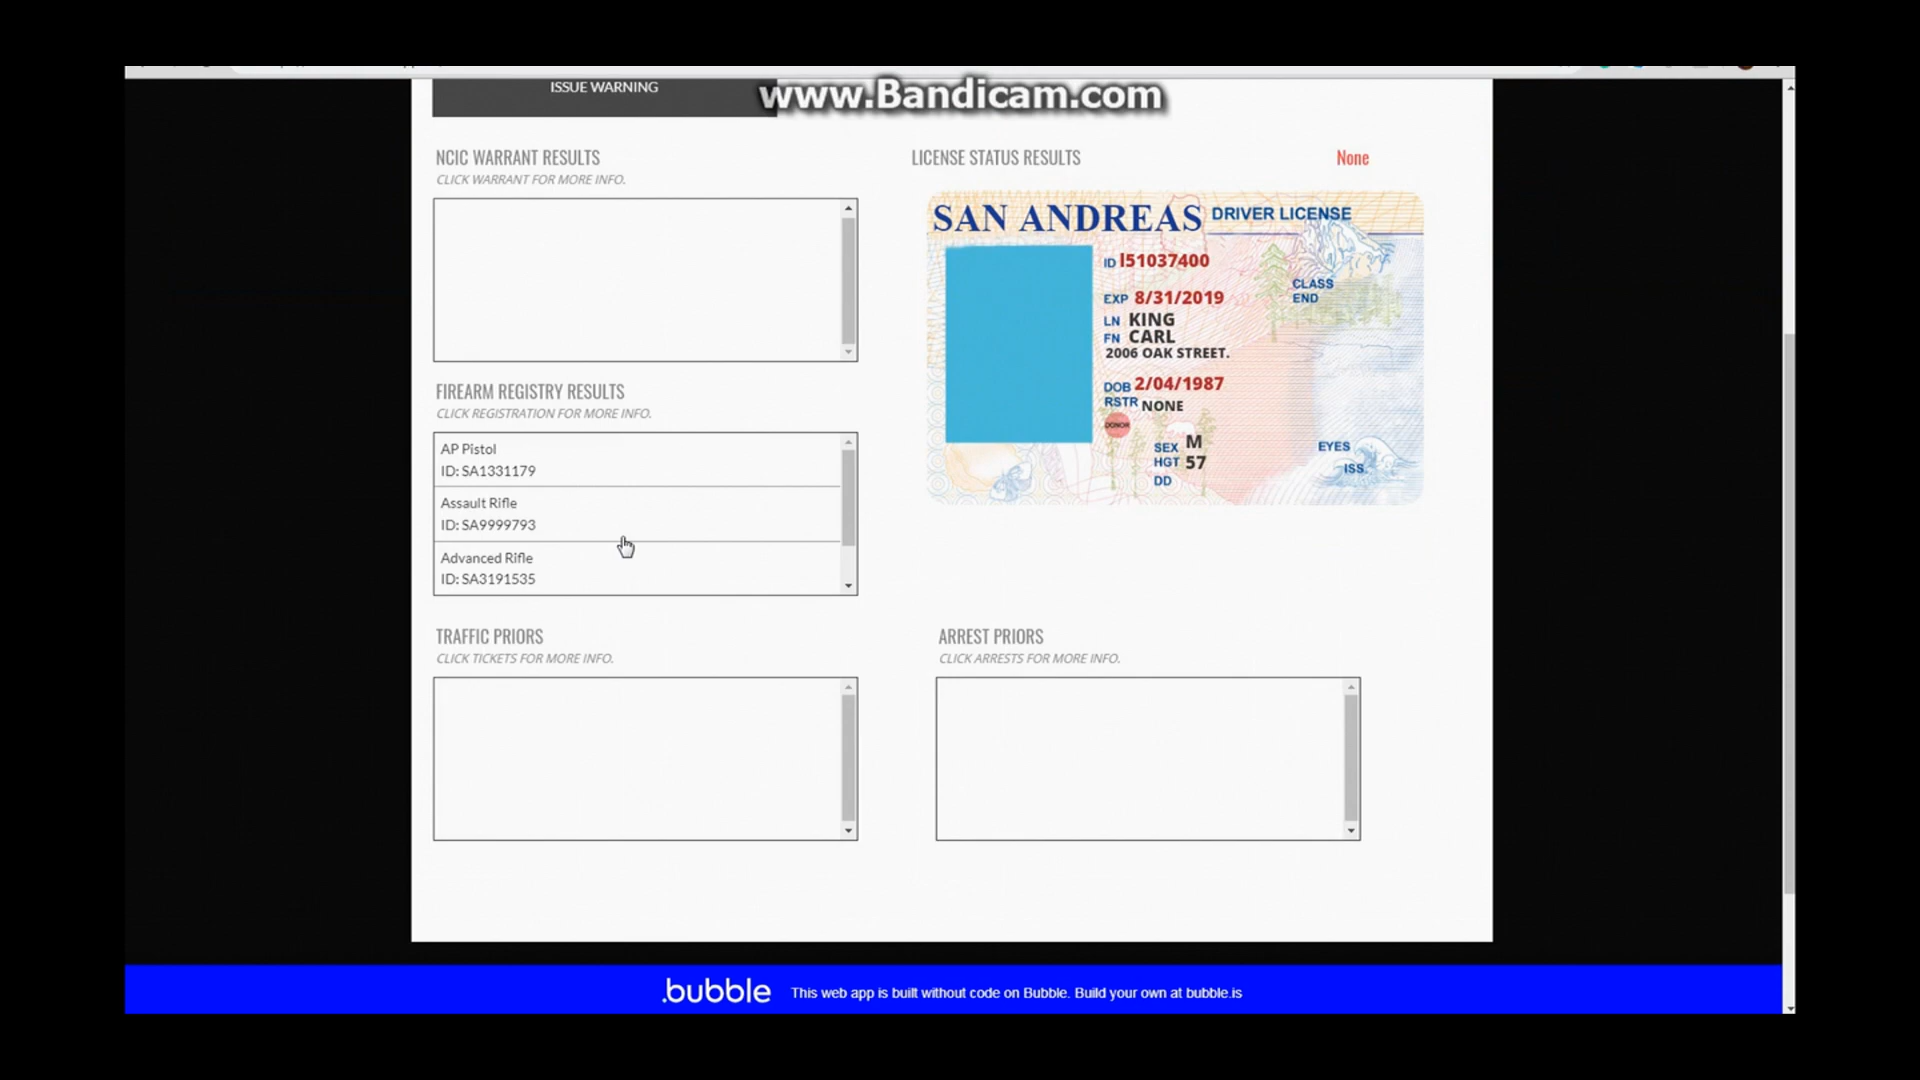 www.Bandicam.com
ISSUE WARNING
NCIC WARRANT RESULTS
CLICK WARRANT FOR MORE INFO.
LICENSE STATUS RESULTS
None
SAN ANDREAS DRIVER LICENSE
ID I51037400
EXP 8/31/2019
CLASS
END
LN KING
FN CARL
2006 OAK STREET.
DOB 2/04/1987
RSTR NONE
DONOR
SEX M
HGT 57
DD
EYES
ISS
FIREARM REGISTRY RESULTS
CLICK REGISTRATION FOR MORE INFO.
AP Pistol
ID: SA1331179
Assault Rifle
ID: SA9999793
Advanced Rifle
ID: SA3191535
TRAFFIC PRIORS
CLICK TICKETS FOR MORE INFO.
ARREST PRIORS
CLICK ARRESTS FOR MORE INFO.
.bubble This web app is built without code on Bubble. Build your own at bubble.is